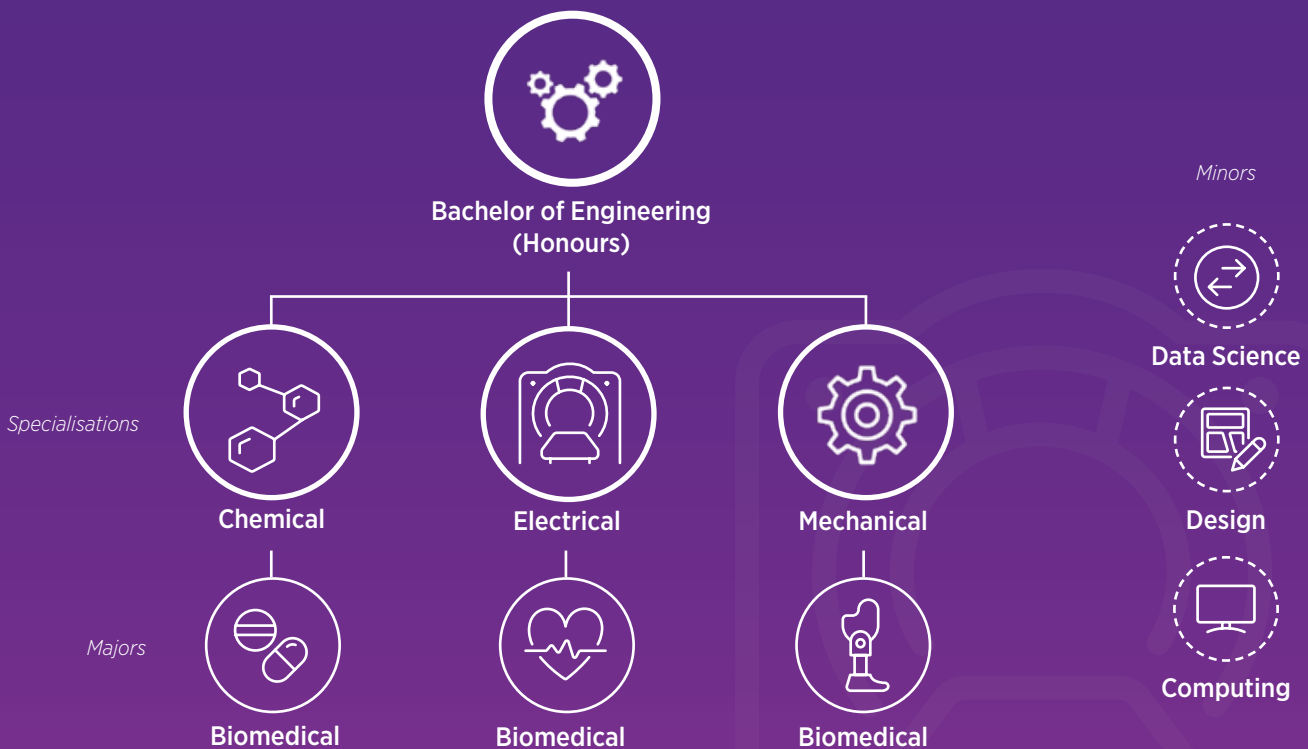 Bachelor of Engineering
(Honours)
Minors
Data Science
Specialisations
Chemical
Electrical
Mechanical
Design
Majors
Computing
Biomedical
Biomedical
Biomedical